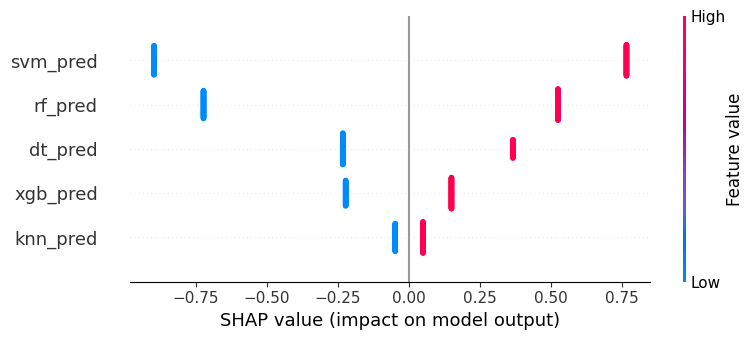 High
svm_pred
rf_pred
dt_pred
xgb_pred
knn_pred
Feature value
Low
−0.75 −0.50 −0.25 0.00 0.25 0.50 0.75
SHAP value (impact on model output)